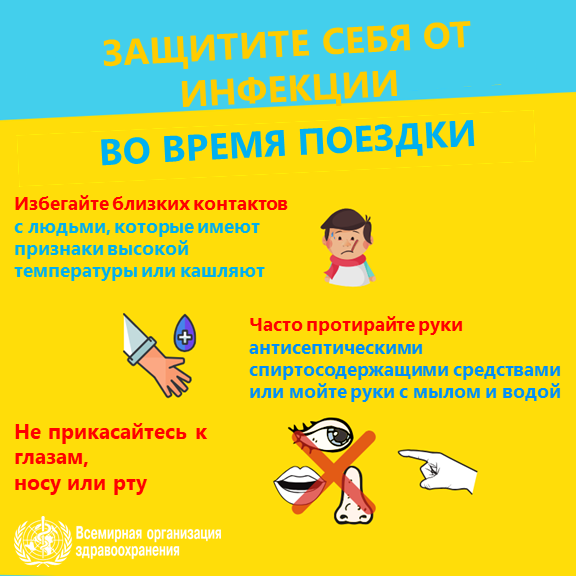 ЗАЩИТИТЕ СЕБЯ ОТ
ИНФЕКЦИИ
ВО ВРЕМЯ ПОЕЗДКИ
Избегайте близких контактов
с людьми, которые имеют
признаки высокой
температуры или кашляют
Часто протирайте руки
антисептическими
спиртосодержащими средствами
или мойте руки с мылом и водой
Не прикасайтесь к
глазам,
носу или рту
Всемирная организация
здравоохранения